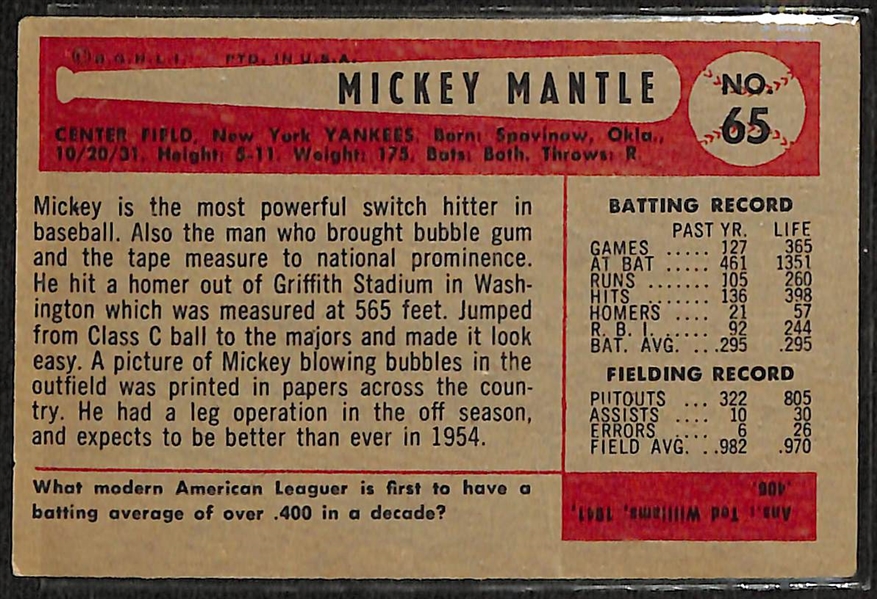 © B.G.H.L.I. PTD. IN U.S.A.
MICKEY MANTLE
NO.
65
CENTER FIELD, New York YANKEES. Born: Spavinaw, Okla.,
10/20/31. Height: 5-11. Weight: 175. Bats: Both. Throws: R.
Mickey is the most powerful switch hitter in
baseball. Also the man who brought bubble gum
and the tape measure to national prominence.
He hit a homer out of Griffith Stadium in Wash-
ington which was measured at 565 feet. Jumped
from Class C ball to the majors and made it look
easy. A picture of Mickey blowing bubbles in the
outfield was printed in papers across the coun-
try. He had a leg operation in the off season,
and expects to be better than ever in 1954.
BATTING RECORD
PAST YR. LIFE
GAMES ..... 127 365
AT BAT ..... 461 1351
RUNS ....... 105 260
HITS ....... 136 398
HOMERS .... 21 57
R. B. I. ...... 92 244
BAT. AVG. ...295 .295
FIELDING RECORD
PUTOUTS ... 322 805
ASSISTS .... 10 30
ERRORS .... 6 26
FIELD AVG. ..982 .970
What modern American Leaguer is first to have a
batting average of over .400 in a decade?
Ans.: Ted Williams, 1941,
.406